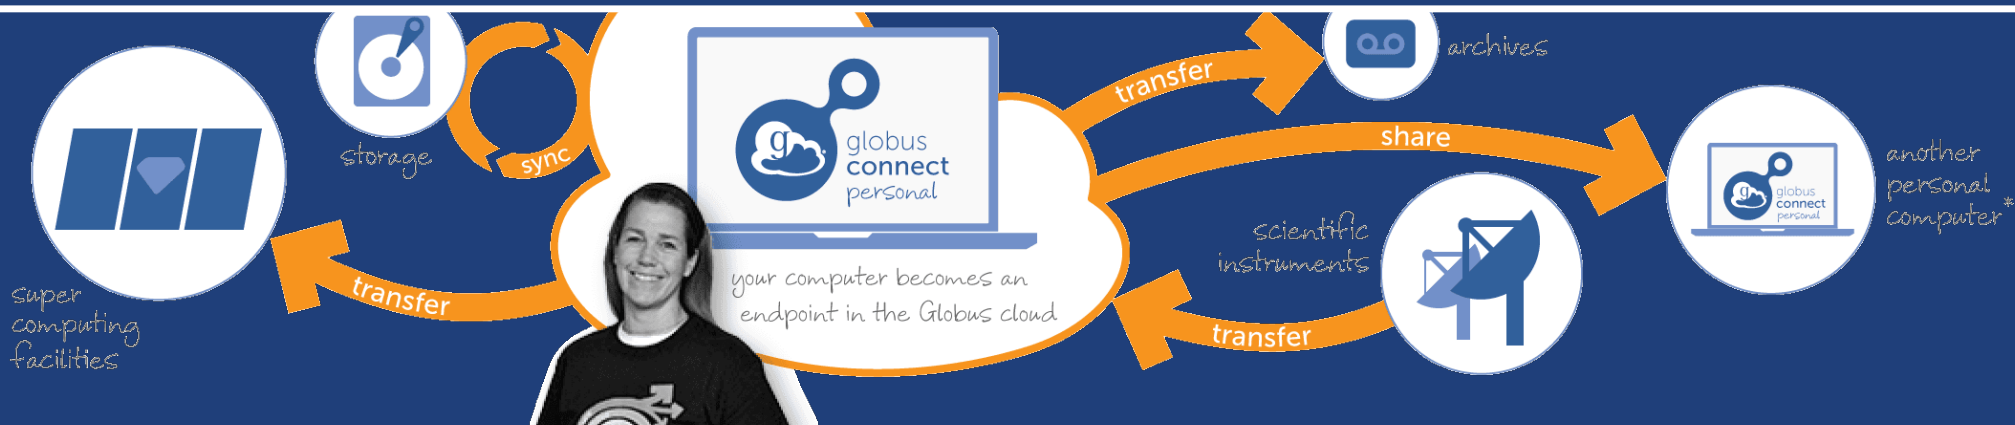 storage
sync
super
computing
facilities
transfer
g
globus
connect
personal
your computer becomes an
endpoint in the Globus cloud
transfer
archives
share
another
personal
computer*
g
globus
connect
personal
scientific
instruments
transfer